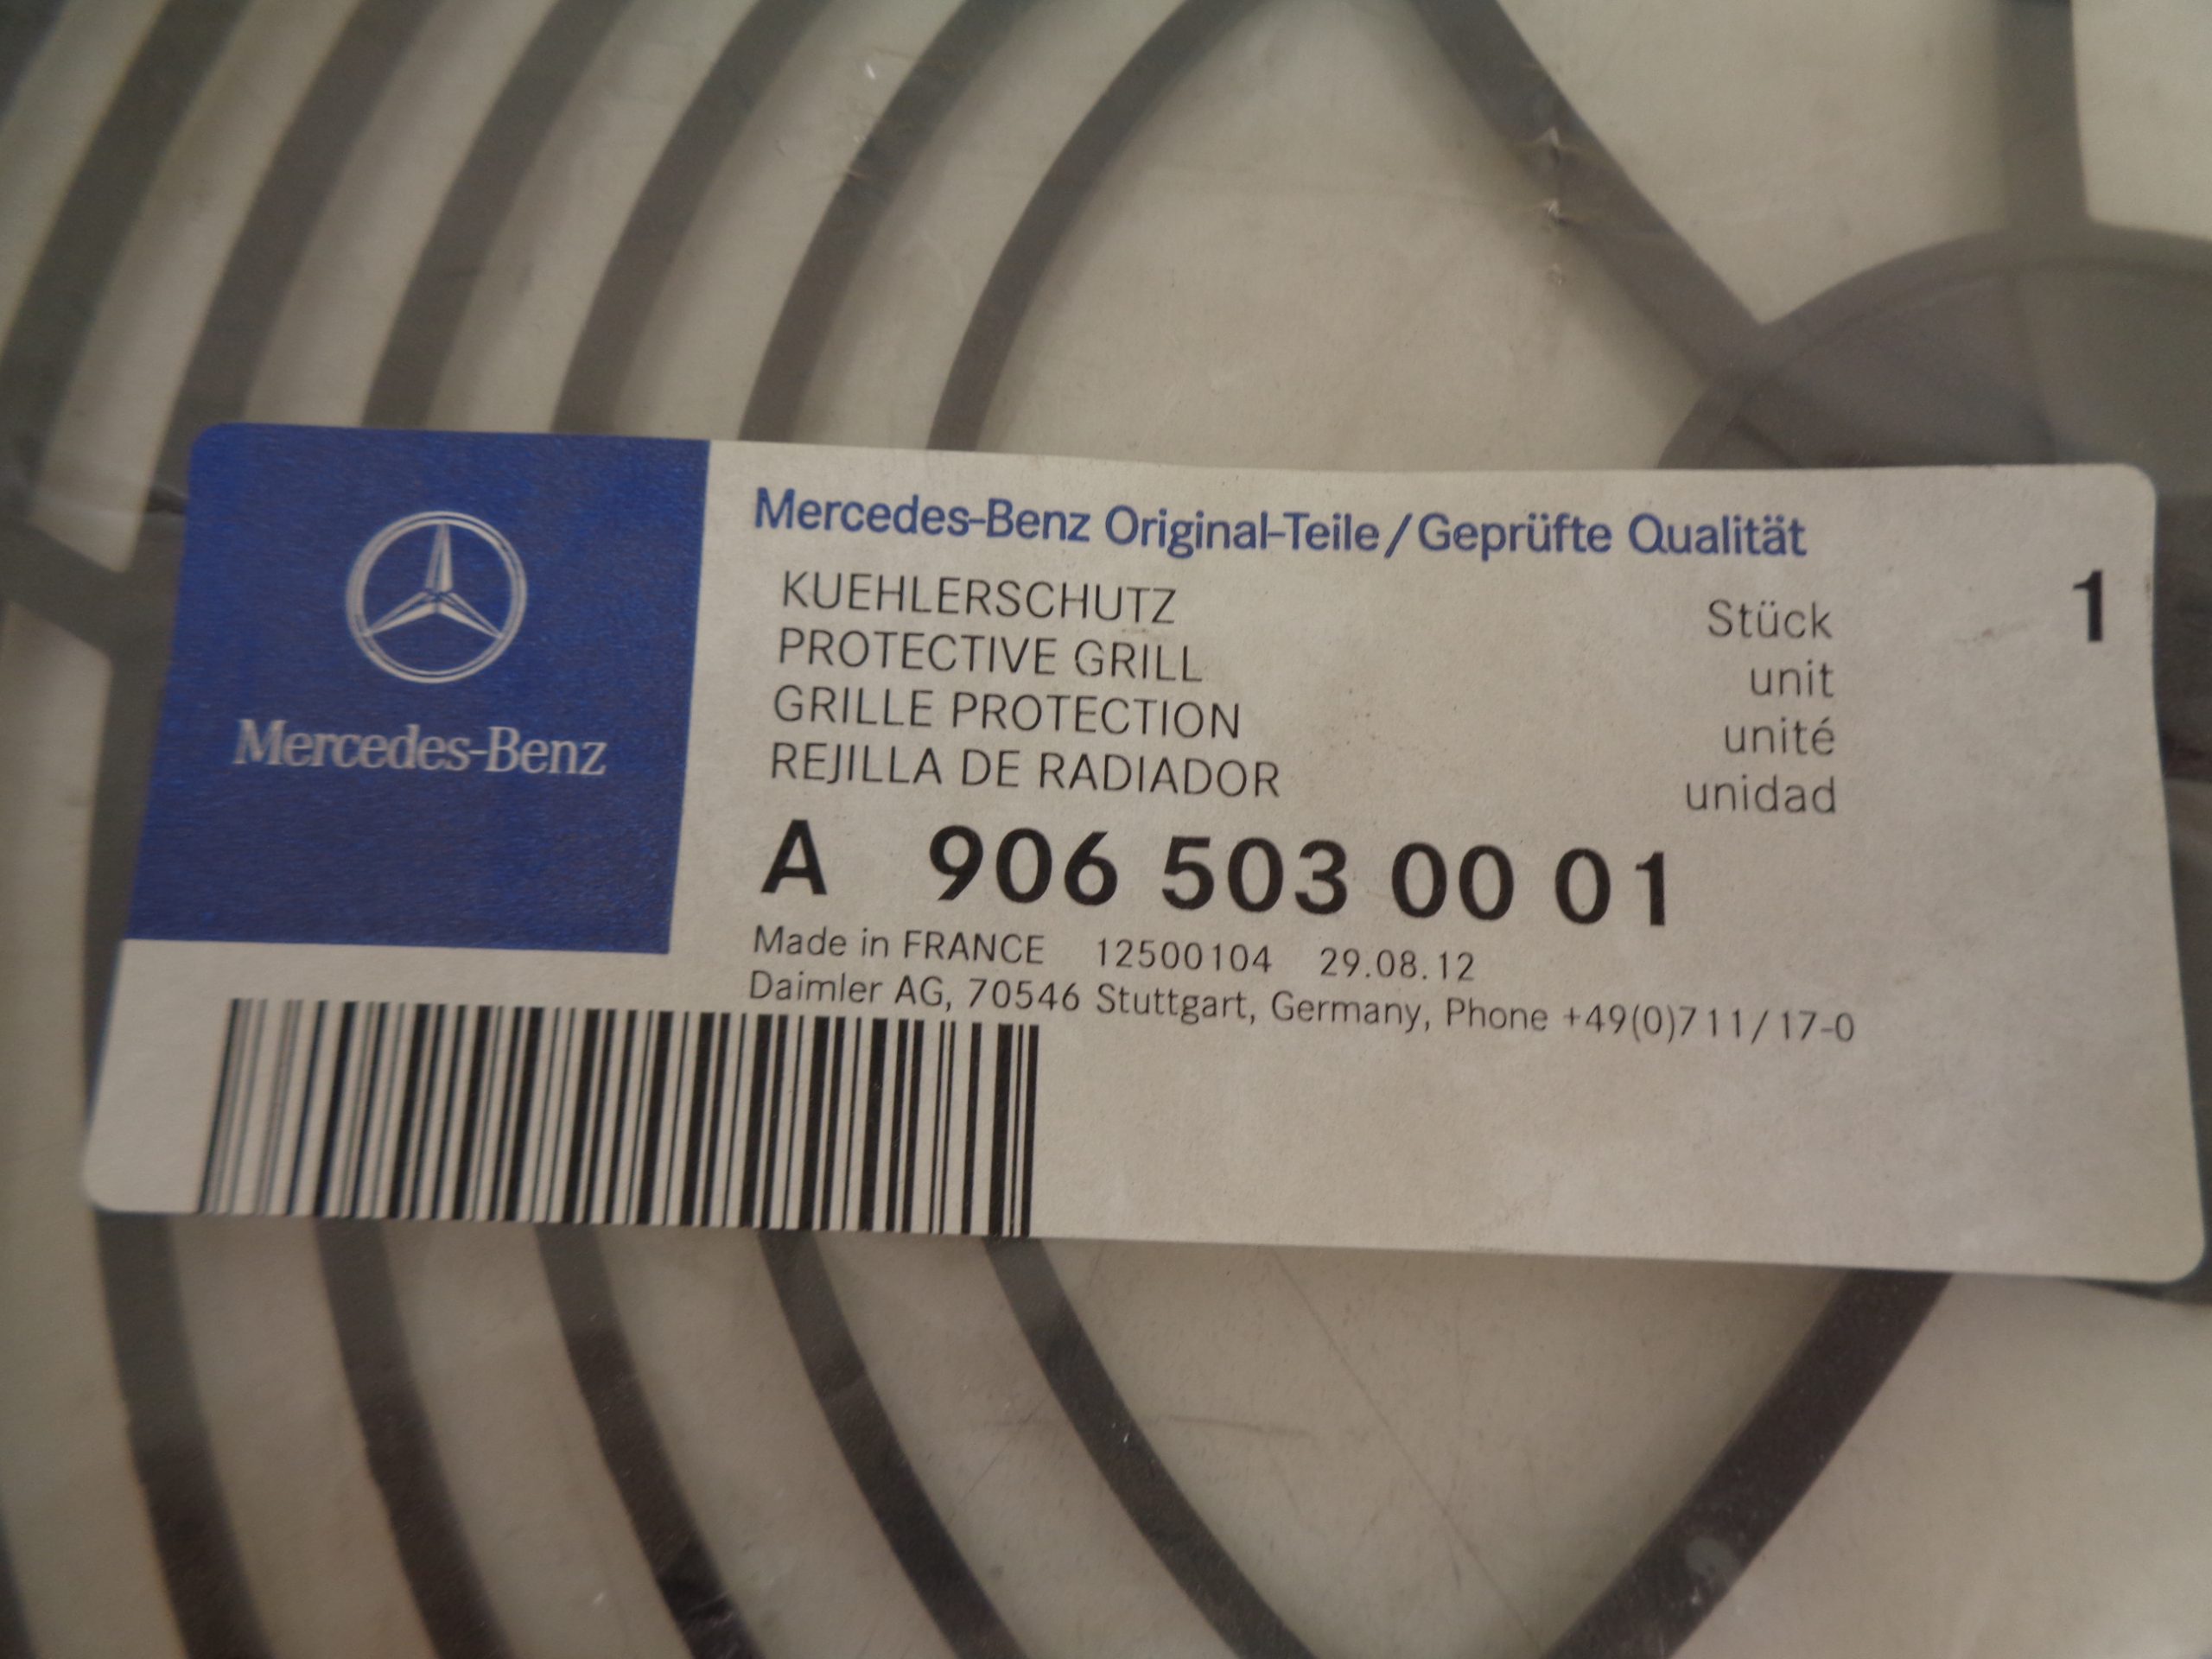 Mercedes-Benz
Mercedes-Benz Original-Teile/Geprüfte Qualität
KUEHLERSCHUTZ Stück 1
PROTECTIVE GRILL unit
GRILLE PROTECTION unité
REJILLA DE RADIADOR unidad
A 906 503 00 01
Made in FRANCE 12500104 29.08.12
Daimler AG, 70546 Stuttgart, Germany, Phone +49(0)711/17-0